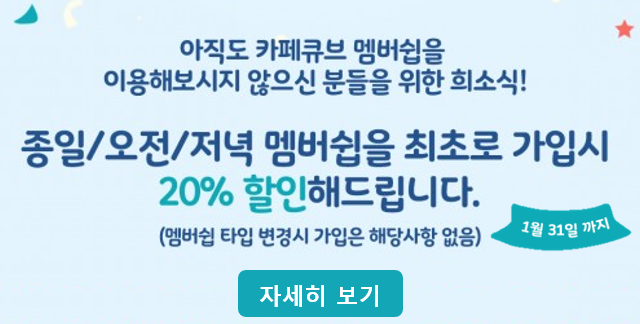 아직도 카페큐브 멤버쉽을
이용해보시지 않으신 분들을 위한 희소식!
종일/오전/저녁 멤버쉽을 최초로 가입시
20% 할인해드립니다.
(멤버쉽 타입 변경시 가입은 해당사항 없음)
1월 31일 까지
자세히 보기